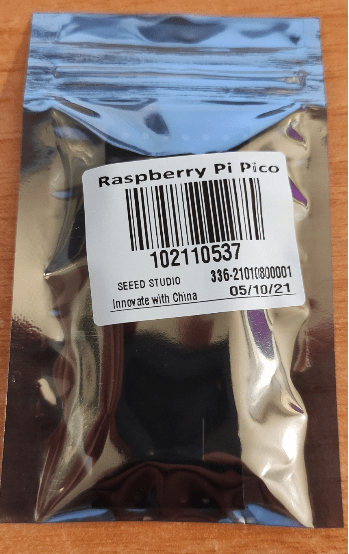 Raspberry Pi Pico
102110537
SEEED STUDIO 336-21010800001
Innovate with China 05/10/21